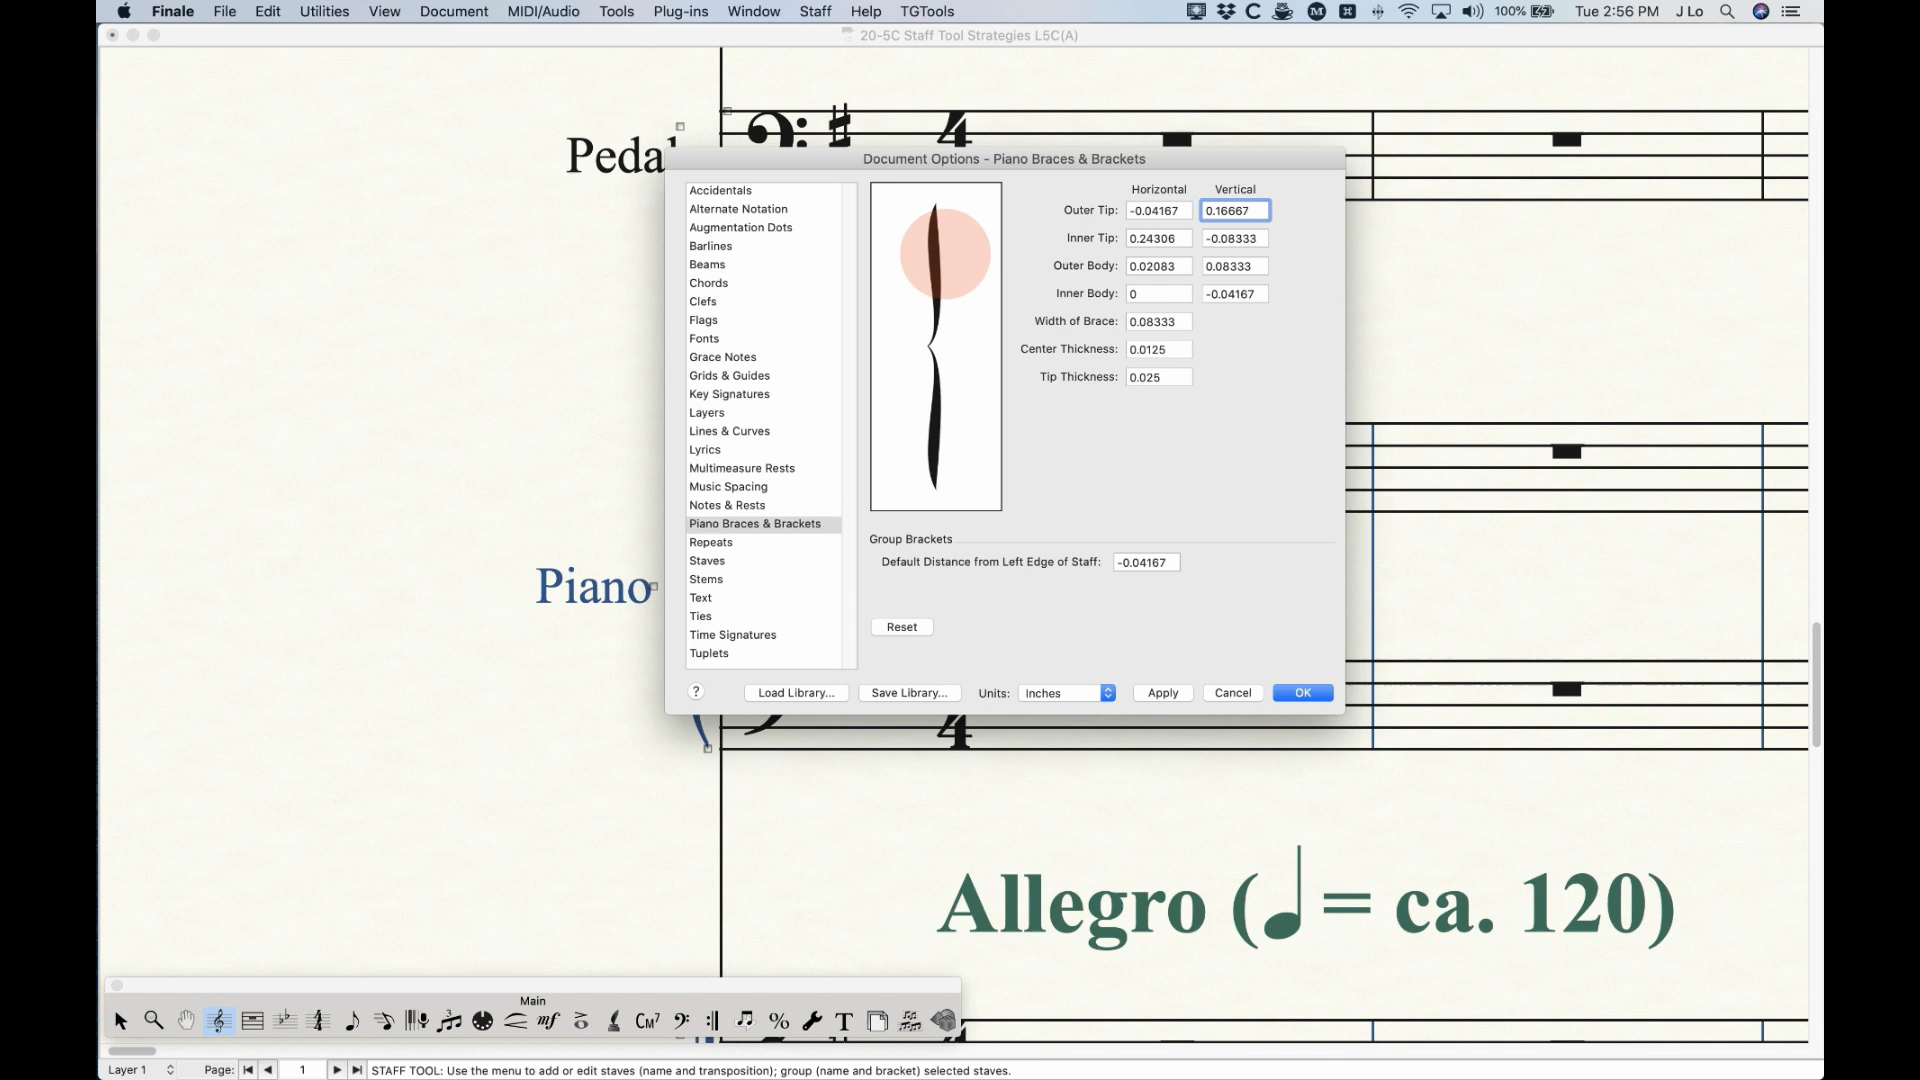 Finale File Edit Utilities View Document MIDI/Audio Tools Plug-ins Window Staff Help TGTools 100% Tue 2:56 PM J Lo
20-5C Staff Tool Strategies L5C(A)
Pedal
Document Options - Piano Braces & Brackets
Accidentals
Alternate Notation
Augmentation Dots
Barlines
Beams
Chords
Clefs
Flags
Fonts
Grace Notes
Grids & Guides
Key Signatures
Layers
Lines & Curves
Lyrics
Multimeasure Rests
Music Spacing
Notes & Rests
Piano Braces & Brackets
Repeats
Staves
Stems
Text
Ties
Time Signatures
Tuplets
Horizontal Vertical
Outer Tip: -0.04167 0.16667
Inner Tip: 0.24306 -0.08333
Outer Body: 0.02083 0.08333
Inner Body: 0 -0.04167
Width of Brace: 0.08333
Center Thickness: 0.0125
Tip Thickness: 0.025
Group Brackets
Default Distance from Left Edge of Staff: -0.04167
Reset
? Load Library... Save Library... Units: Inches Apply Cancel OK
Piano
4
4
Allegro (♩ = ca. 120)
Main
mf CM7 % T
Layer 1 Page: 1 STAFF TOOL: Use the menu to add or edit staves (name and transposition); group (name and bracket) selected staves.